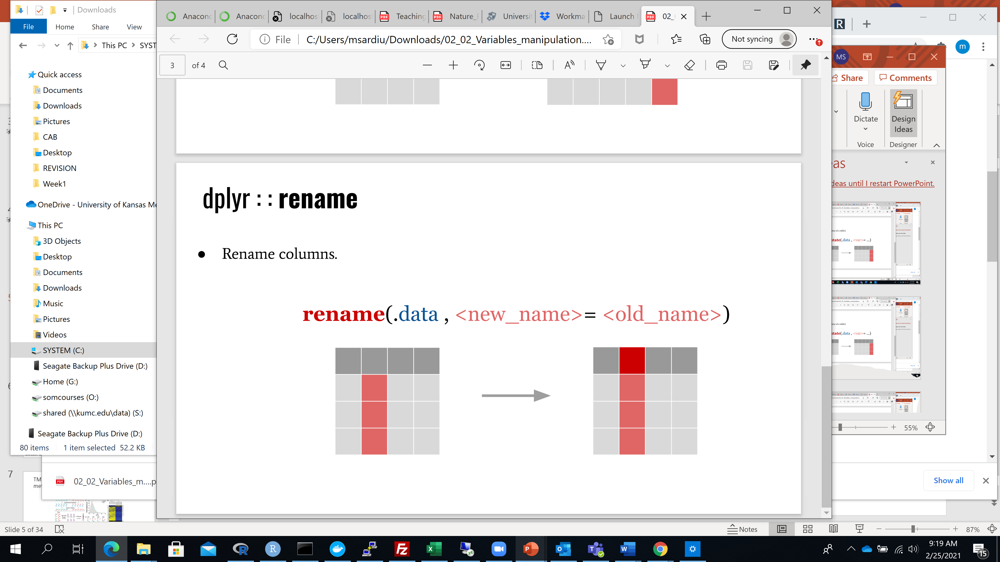 Downloads
File
Home
Share
View
This PC
SYST
Quick access
Documents
Downloads
Pictures
CAB
Desktop
REVISION
Week1
OneDrive - University of Kansas Me
This PC
3D Objects
Desktop
Documents
Downloads
Music
Pictures
Videos
SYSTEM (C:)
Seagate Backup Plus Drive (D:)
Home (G:)
somcourses (O:)
shared (\\kumc.edu\data) (S:)
Seagate Backup Plus Drive (D:)
80 items
1 item selected 52.2 KB
7
02_02_Variables_m....p
Anacond
Anacond
localhos
localhos
Teaching
Nature_
Universi
Workma
Launch
02_
File
C:/Users/msardiu/Downloads/02_02_Variables_manipulation....
Not syncing
3
of 4
dplyr : : rename
● Rename columns.
rename(.data , <new_name>= <old_name>)
R
m
MS
Share
Comments
Dictate
Design
Ideas
Voice
Designer
eas
deas until I restart PowerPoint.
55%
Show all
Slide 5 of 34
Notes
87%
9:19 AM
2/25/2021
15